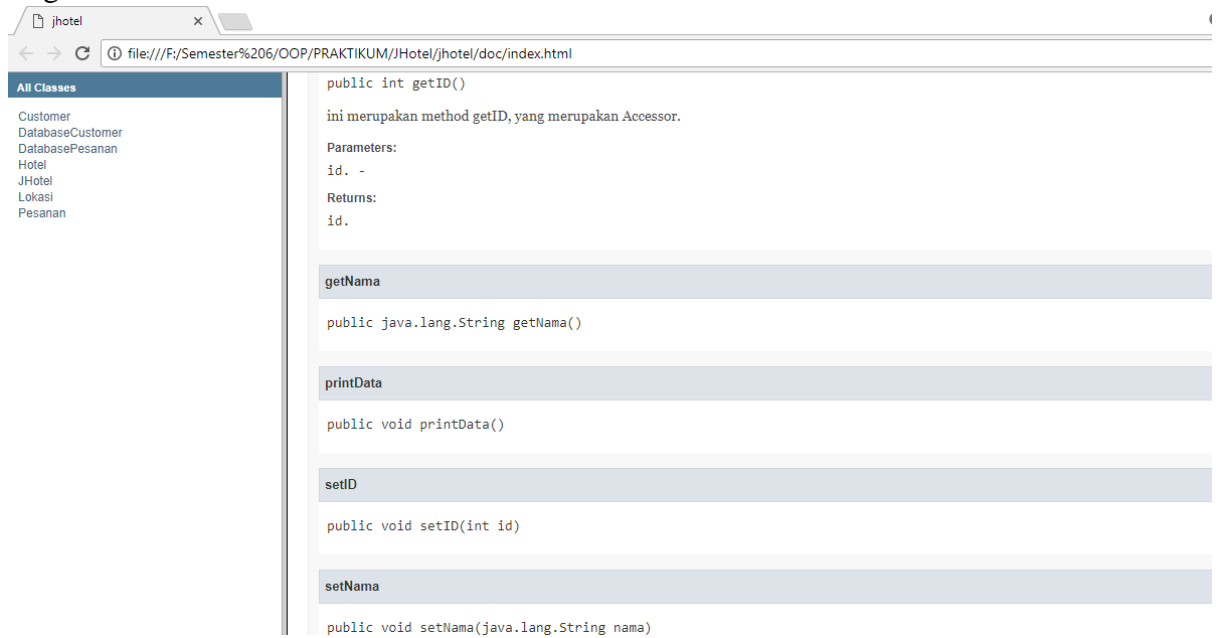 jhotel
file:///F:/Semester%206/OOP/PRAKTIKUM/JHotel/jhotel/doc/index.html
All Classes
Customer
DatabaseCustomer
DatabasePesanan
Hotel
JHotel
Lokasi
Pesanan
public int getID()
ini merupakan method getID, yang merupakan Accessor.
Parameters:
id. -
Returns:
id.
getNama
public java.lang.String getNama()
printData
public void printData()
setID
public void setID(int id)
setNama
public void setNama(java.lang.String nama)